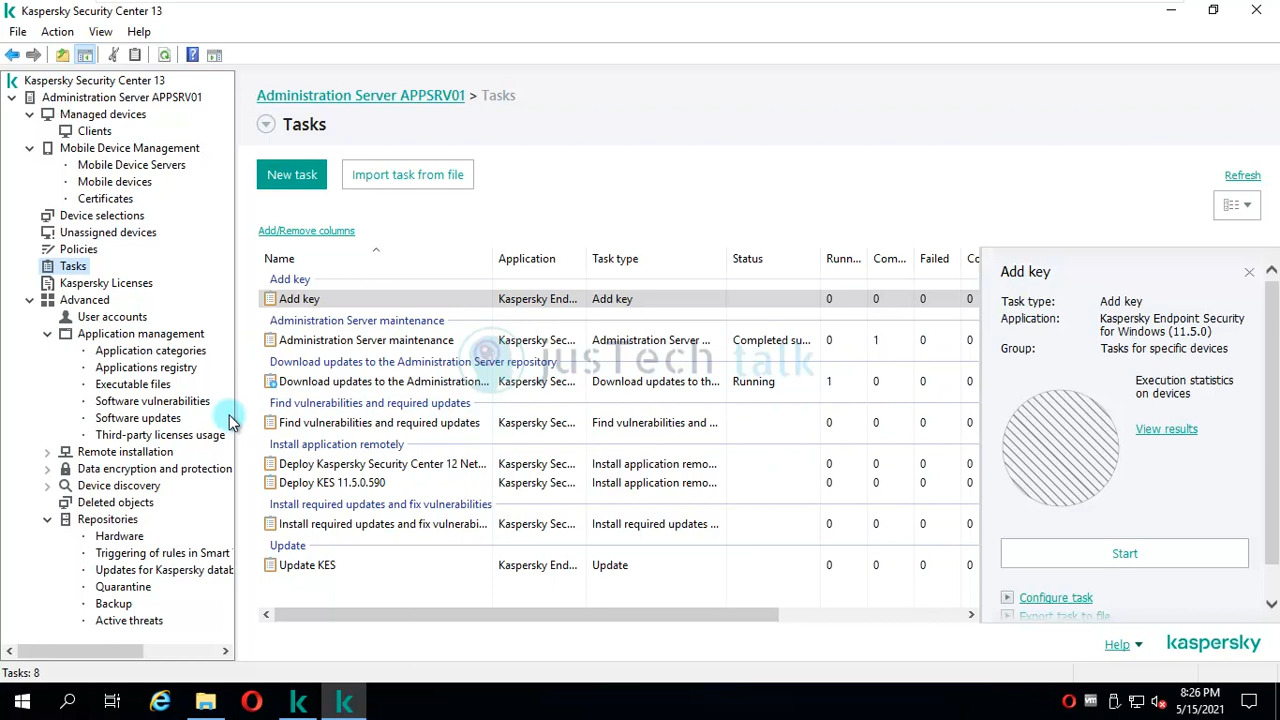 Kaspersky Security Center 13
File Action View Help
Kaspersky Security Center 13
Administration Server APPSRV01
Managed devices
Clients
Mobile Device Management
Mobile Device Servers
Mobile devices
Certificates
Device selections
Unassigned devices
Policies
Tasks
Kaspersky Licenses
Advanced
User accounts
Application management
Application categories
Applications registry
Executable files
Software vulnerabilities
Software updates
Third-party licenses usage
Remote installation
Data encryption and protection
Device discovery
Deleted objects
Repositories
Hardware
Triggering of rules in Smart
Updates for Kaspersky datab
Quarantine
Backup
Active threats
Administration Server APPSRV01 > Tasks
Tasks
New task Import task from file
Refresh
Add/Remove columns
Name Application Task type Status Runn... Com... Failed Co
Add key
Add key Kaspersky End... Add key 0 0 0 0
Administration Server maintenance
Administration Server maintenance Kaspersky Sec... Administration Server ... Completed su... 0 1 0 0
jusTech talk
Download updates to the Administration Server repository
Download updates to the Administration... Kaspersky Sec... Download updates to th... Running 1 0 0 0
Find vulnerabilities and required updates
Find vulnerabilities and required updates Kaspersky Sec... Find vulnerabilities and ... 0 0 0 0
Install application remotely
Deploy Kaspersky Security Center 12 Net... Kaspersky Sec... Install application remo... 0 0 0 0
Deploy KES 11.5.0.590 Kaspersky Sec... Install application remo... 0 0 0 0
Install required updates and fix vulnerabilities
Install required updates and fix vulnerabi... Kaspersky Sec... Install required updates ... 0 0 0 0
Update
Update KES Kaspersky End... Update 0 0 0 0
Add key
Task type: Add key
Application: Kaspersky Endpoint Security
for Windows (11.5.0)
Group: Tasks for specific devices
Execution statistics
on devices
View results
Start
Configure task
Export task to file
Help kaspersky
Tasks: 8
8:26 PM
5/15/2021